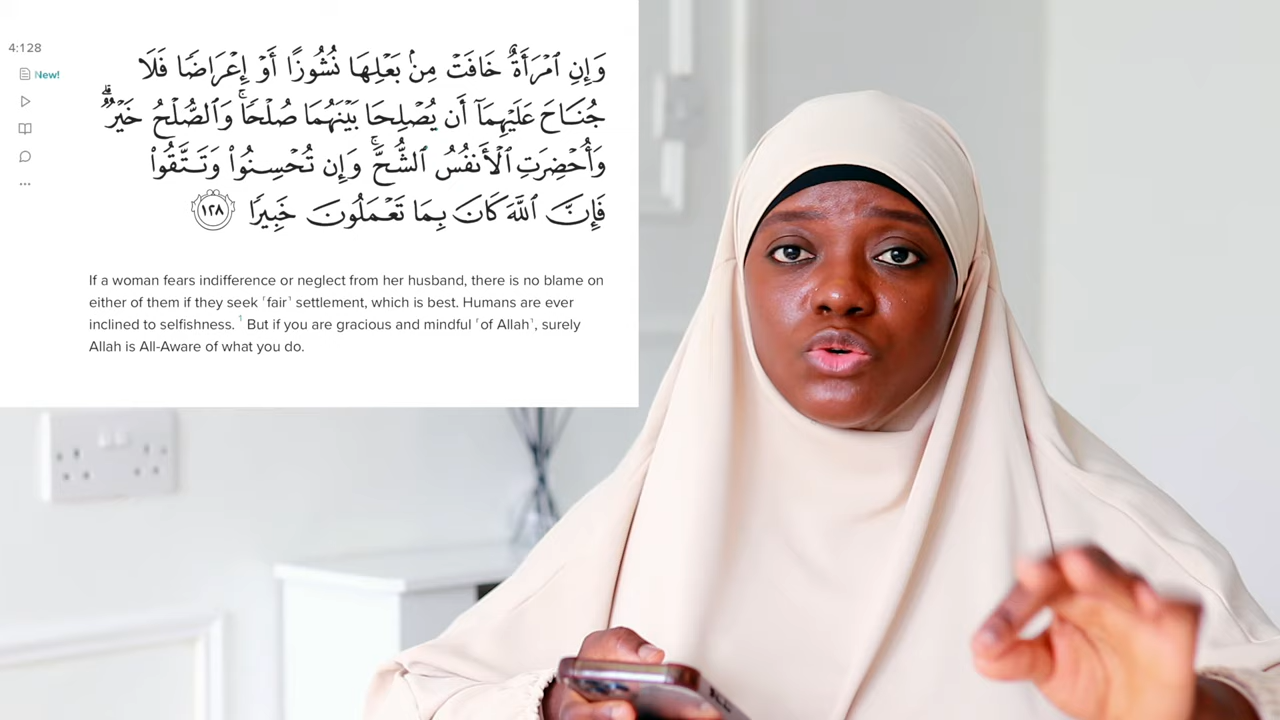 4:128
New!
وَإِنِ ٱمْرَأَةٌ خَافَتْ مِنۢ بَعْلِهَا نُشُوزًا أَوْ إِعْرَاضًا فَلَا
جُنَاحَ عَلَيْهِمَآ أَن يُصْلِحَا بَيْنَهُمَا صُلْحًا ۚ وَٱلصُّلْحُ خَيْرٌ ۗ
وَأُحْضِرَتِ ٱلْأَنفُسُ ٱلشُّحَّ ۚ وَإِن تُحْسِنُوا۟ وَتَتَّقُوا۟
فَإِنَّ ٱللَّهَ كَانَ بِمَا تَعْمَلُونَ خَبِيرًا ١٢٨
If a woman fears indifference or neglect from her husband, there is no blame on
either of them if they seek ˹fair˺ settlement, which is best. Humans are ever
inclined to selfishness. 1 But if you are gracious and mindful ˹of Allah˺, surely
Allah is All-Aware of what you do.